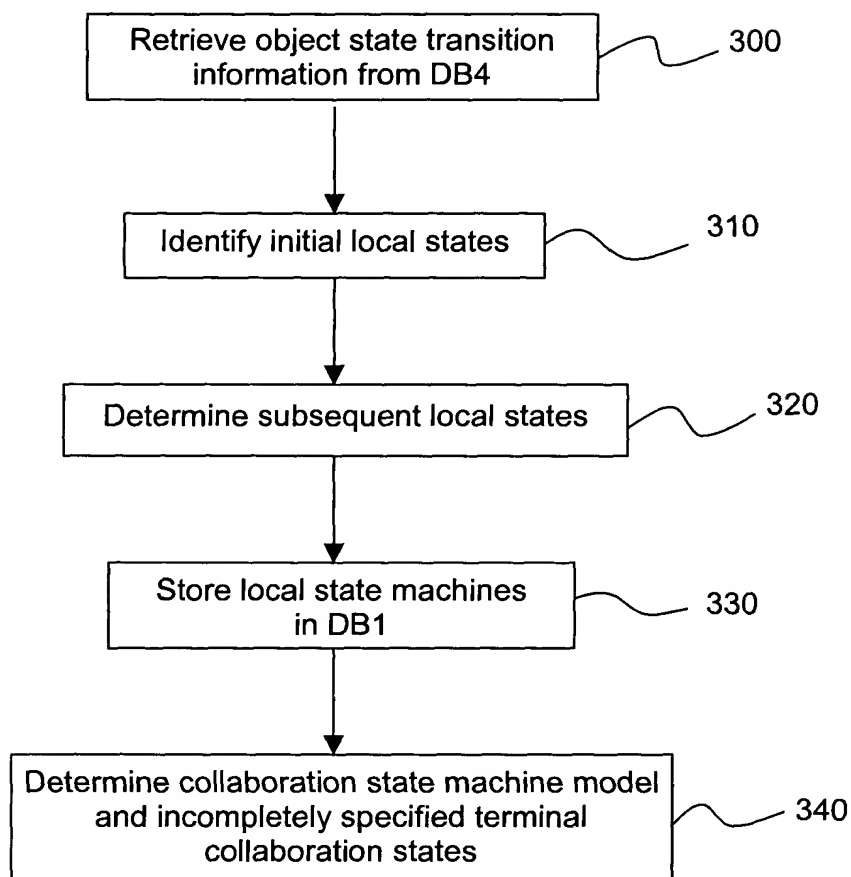 Retrieve object state transition
information from DB4
300
Identify initial local states
310
Determine subsequent local states
320
Store local state machines
in DB1
330
Determine collaboration state machine model
and incompletely specified terminal
collaboration states
340